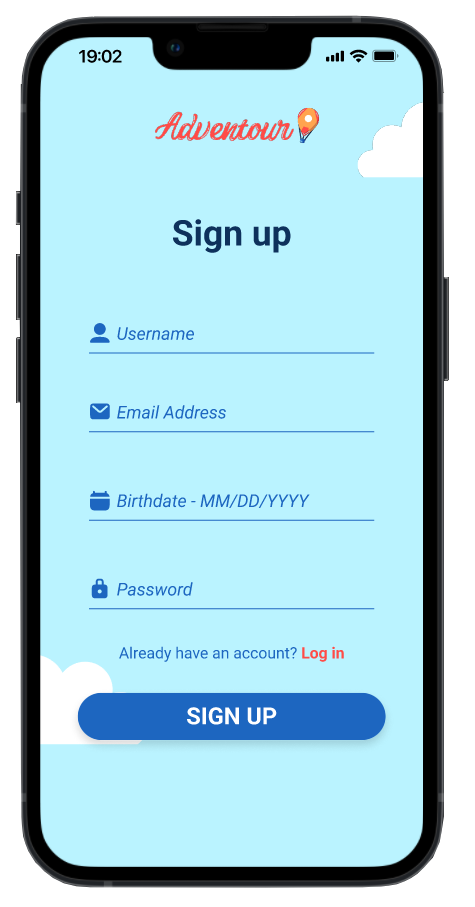 19:02
Adventour
Sign up
Username
Email Address
Birthdate - MM/DD/YYYY
Password
Already have an account? Log in
SIGN UP